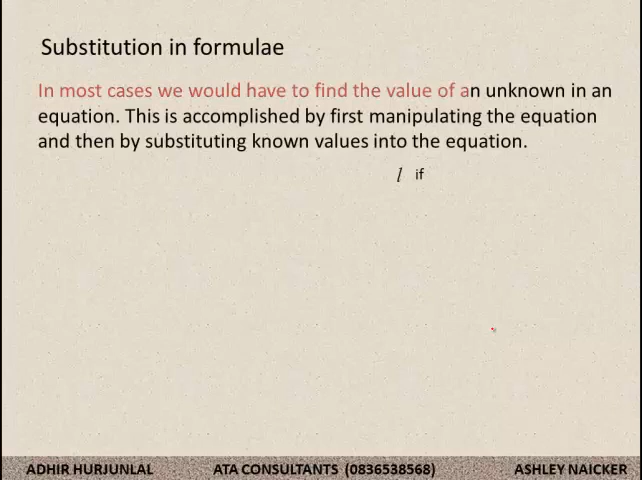 Substitution in formulae
In most cases we would have to find the value of an unknown in an
equation. This is accomplished by first manipulating the equation
and then by substituting known values into the equation.
l if
ADHIR HURJUNLAL ATA CONSULTANTS (0836538568) ASHLEY NAICKER